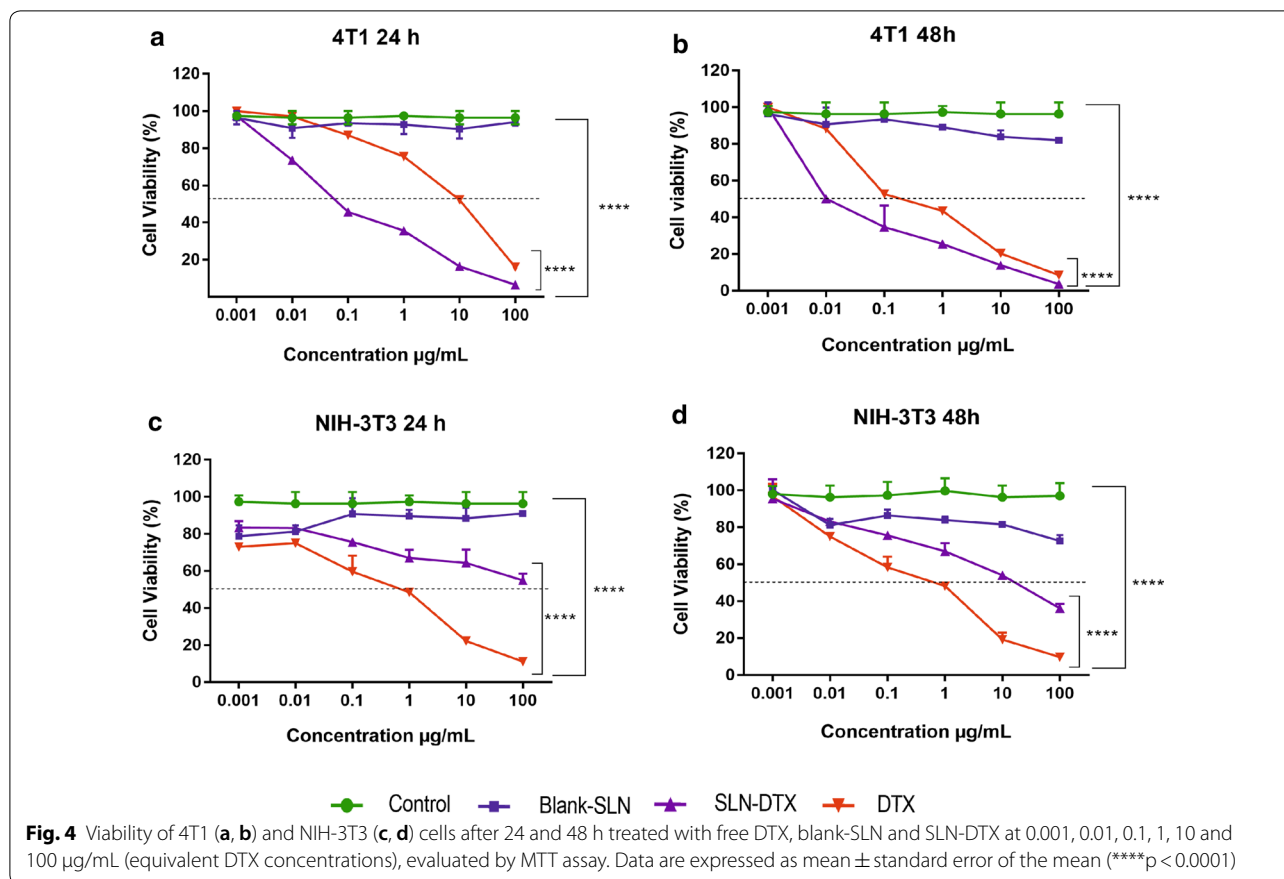 a
4T1 24 h
Cell Viability (%)
120
100
80
60
40
20
0.001 0.01 0.1 1 10 100
Concentration µg/mL
****
****
b
4T1 48h
Cell viability (%)
120
100
80
60
40
20
0
0.001 0.01 0.1 1 10 100
Concentration µg/mL
****
****
c
NIH-3T3 24 h
Cell Viability (%)
120
100
80
60
40
20
0
0.001 0.01 0.1 1 10 100
Concentration µg/mL
****
****
d
NIH-3T3 48h
Cell Viability (%)
120
100
80
60
40
20
0
0.001 0.01 0.1 1 10 100
Concentration µg/mL
****
****
Control Blank-SLN SLN-DTX DTX
Fig. 4 Viability of 4T1 (a, b) and NIH-3T3 (c, d) cells after 24 and 48 h treated with free DTX, blank-SLN and SLN-DTX at 0.001, 0.01, 0.1, 1, 10 and
100 µg/mL (equivalent DTX concentrations), evaluated by MTT assay. Data are expressed as mean ± standard error of the mean (****p < 0.0001)